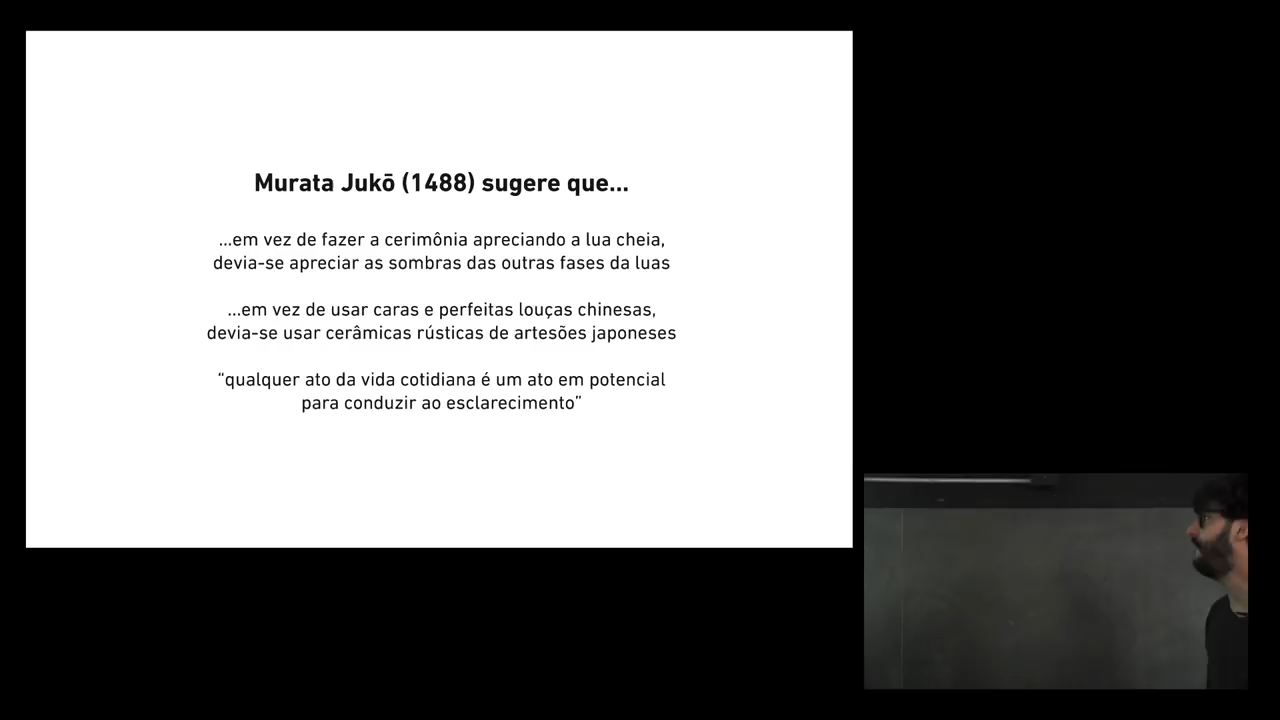 Murata Jukō (1488) sugere que...
...em vez de fazer a cerimônia apreciando a lua cheia,
devia-se apreciar as sombras das outras fases da luas
...em vez de usar caras e perfeitas louças chinesas,
devia-se usar cerâmicas rústicas de artesões japoneses
“qualquer ato da vida cotidiana é um ato em potencial
para conduzir ao esclarecimento”